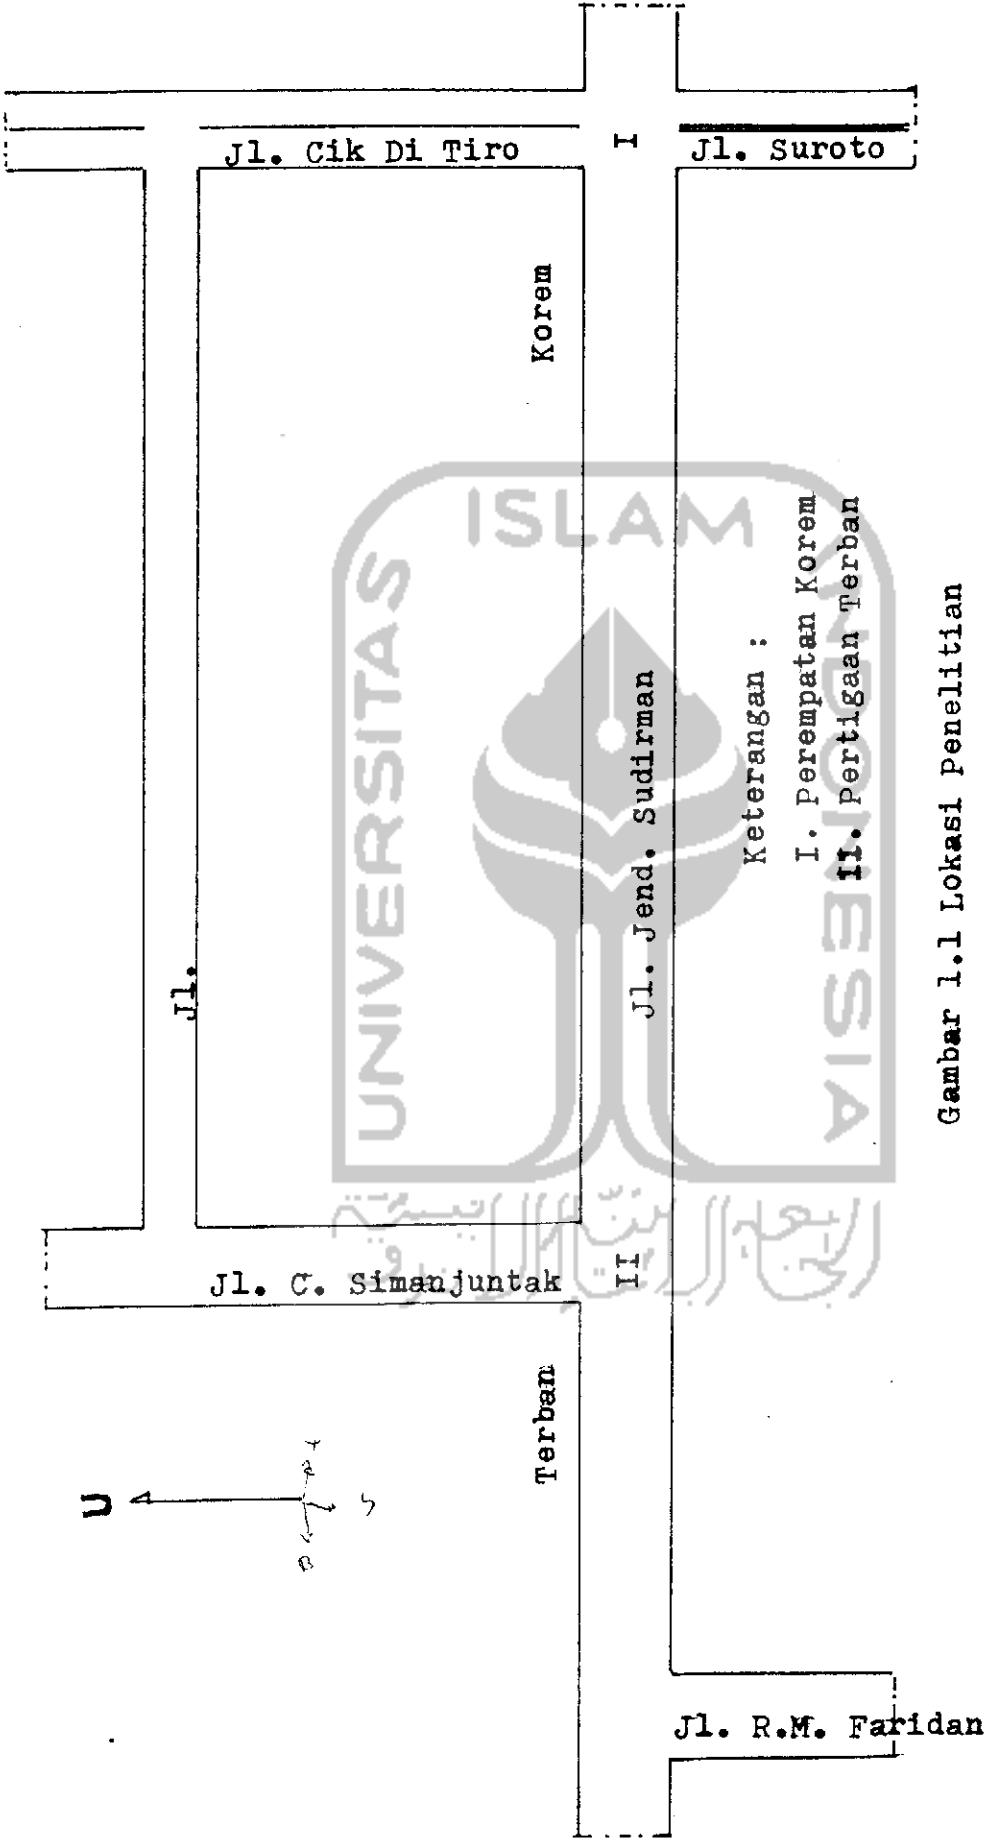 U
B
T
S
Jl.
Jl. Cik Di Tiro
Korem
I
Jl. Suroto
Jl. C. Simanjuntak
II
Terban
Jl. Jend. Sudirman
Jl. R.M. Faridan
Keterangan :
I. Perempatan Korem
II. Pertigaan Terban
Gambar 1.1 Lokasi Penelitian
UNIVERSITAS
ISLAM
INDONESIA